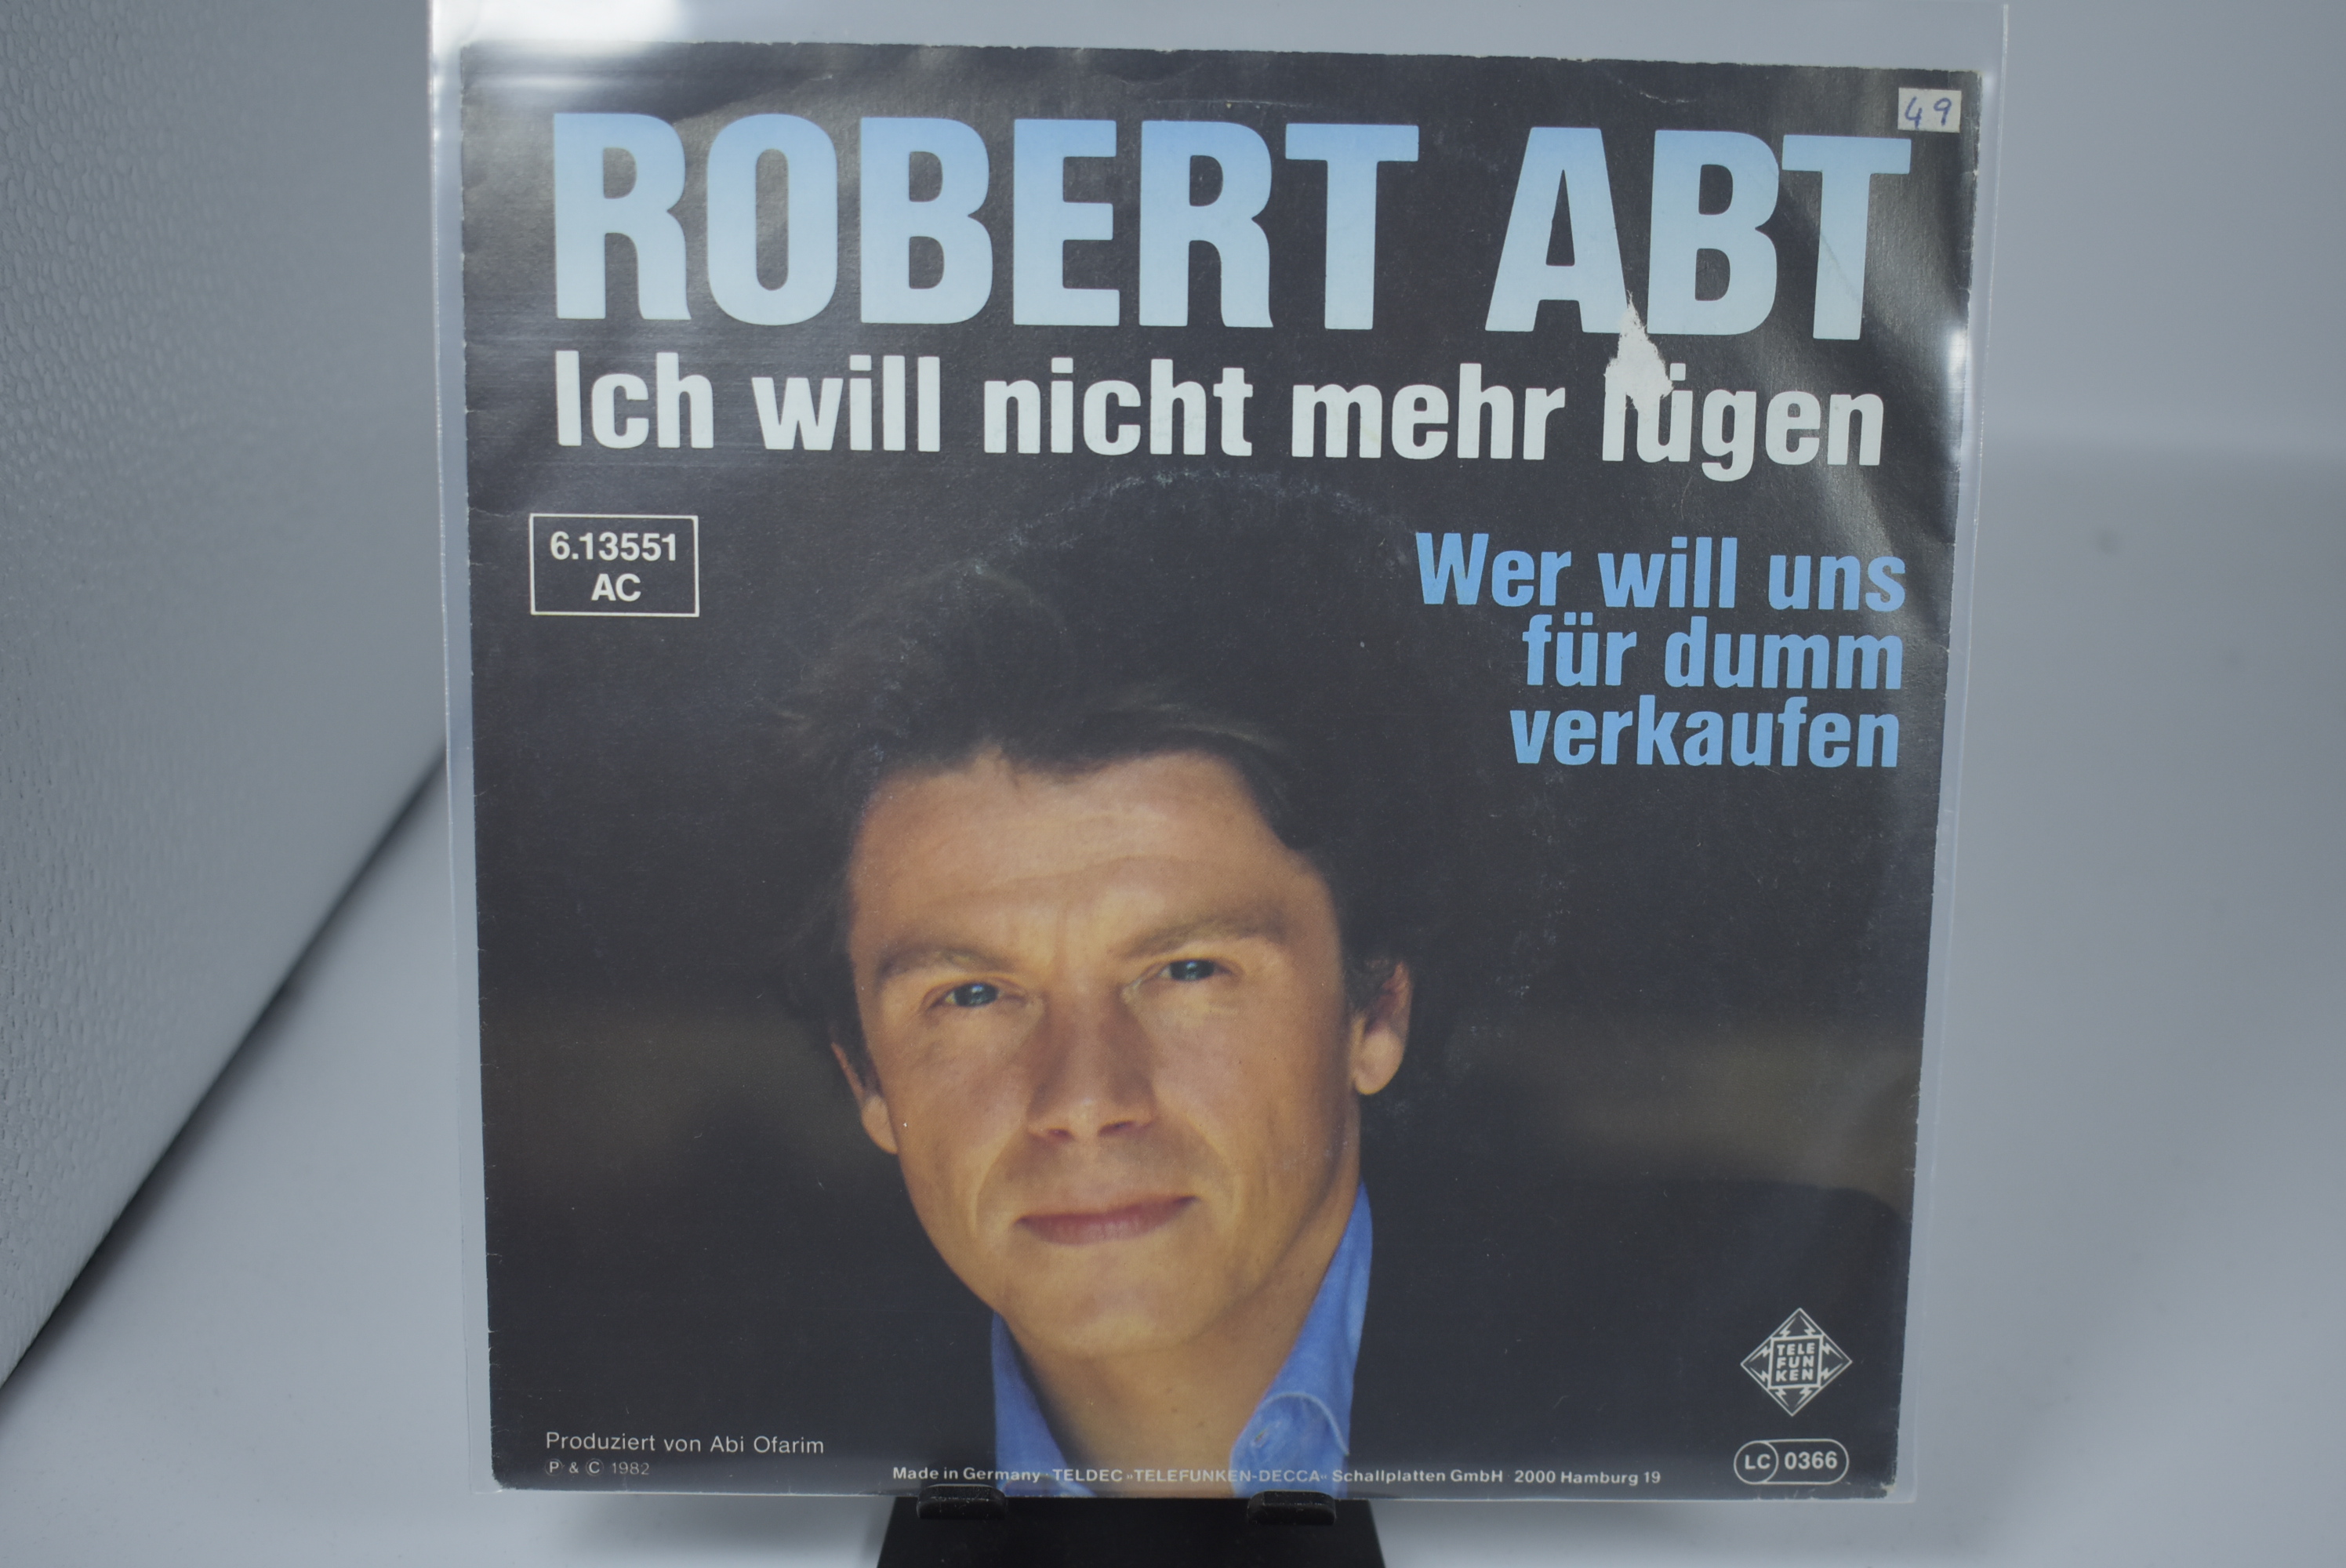 49
ROBERT ABT
Ich will nicht mehr lügen
6.13551
AC
Wer will uns
für dumm
verkaufen
TELE
FUN
KEN
Produziert von Abi Ofarim
Ⓟ & Ⓒ 1982
Made in Germany · TELDEC »TELEFUNKEN-DECCA« Schallplatten GmbH · 2000 Hamburg 19
LC 0366